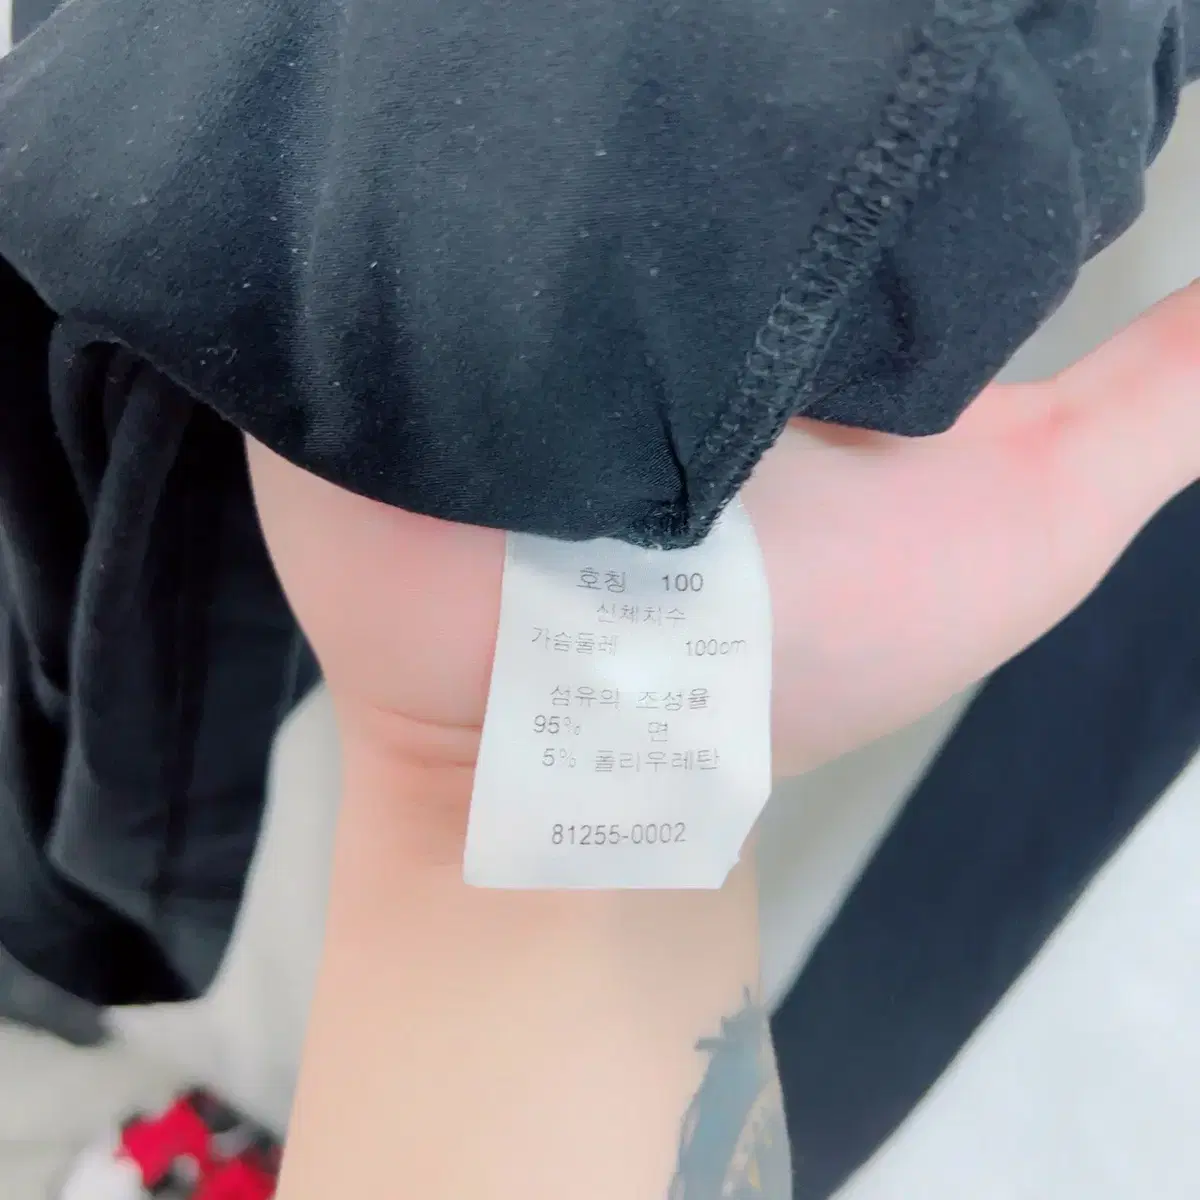 호칭 100
신체치수
가슴둘레 100cm
섬유의 조성율
95% 면
5% 폴리우레탄
81255-0002